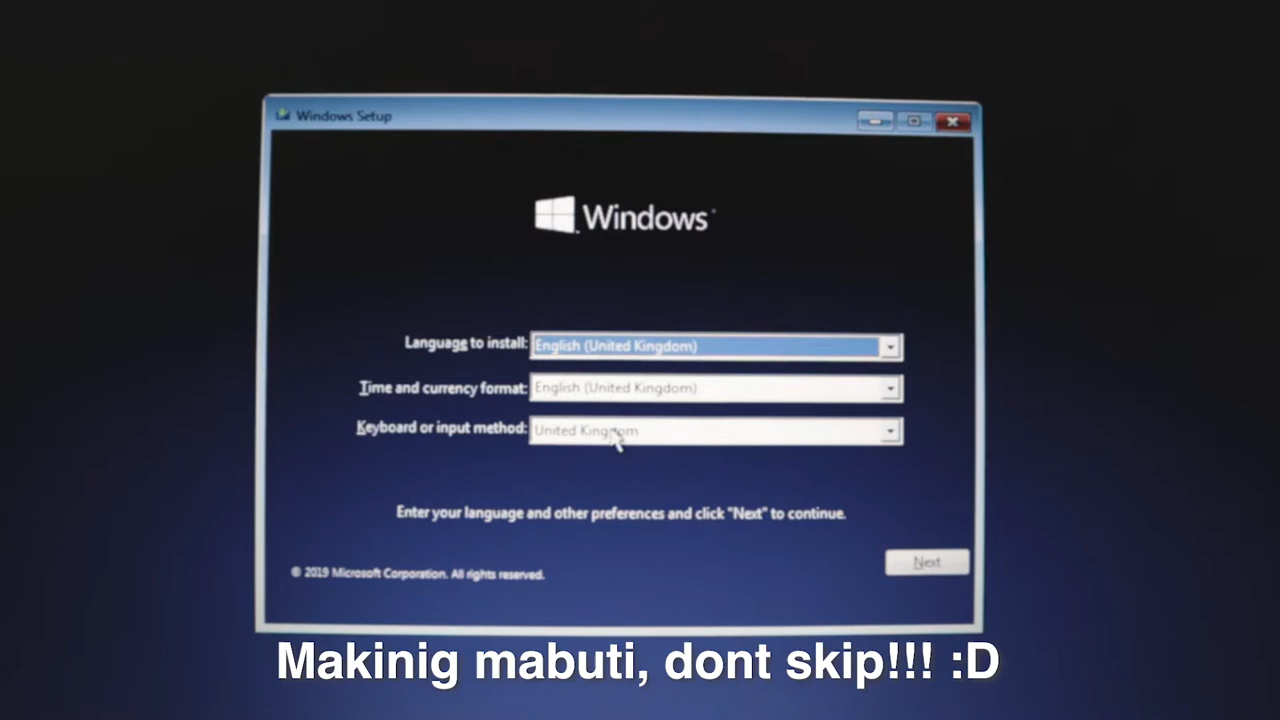 Windows Setup
Windows
Language to install: English (United Kingdom)
Time and currency format: English (United Kingdom)
Keyboard or input method: United Kingdom
Enter your language and other preferences and click "Next" to continue.
Next
© 2019 Microsoft Corporation. All rights reserved.
Makinig mabuti, dont skip!!! :D